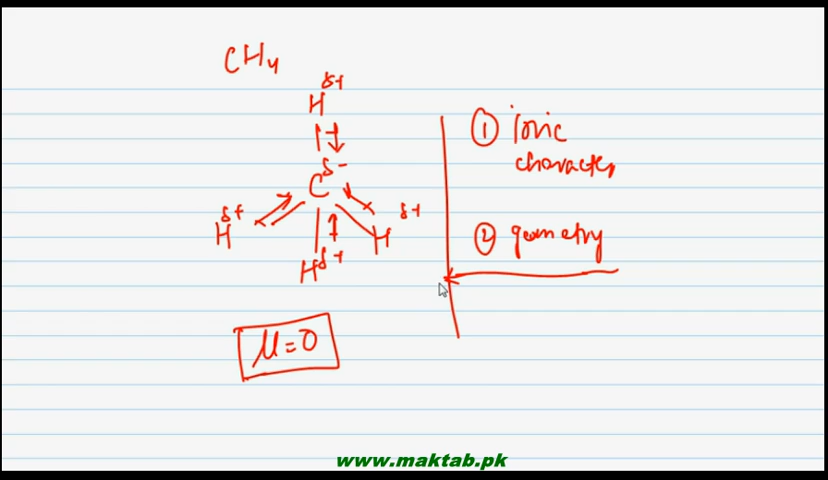 CH4
H δ+
C δ-
H δ+
H δ+
H δ+
μ=0
① ionic
character
② geometry
www.maktab.pk